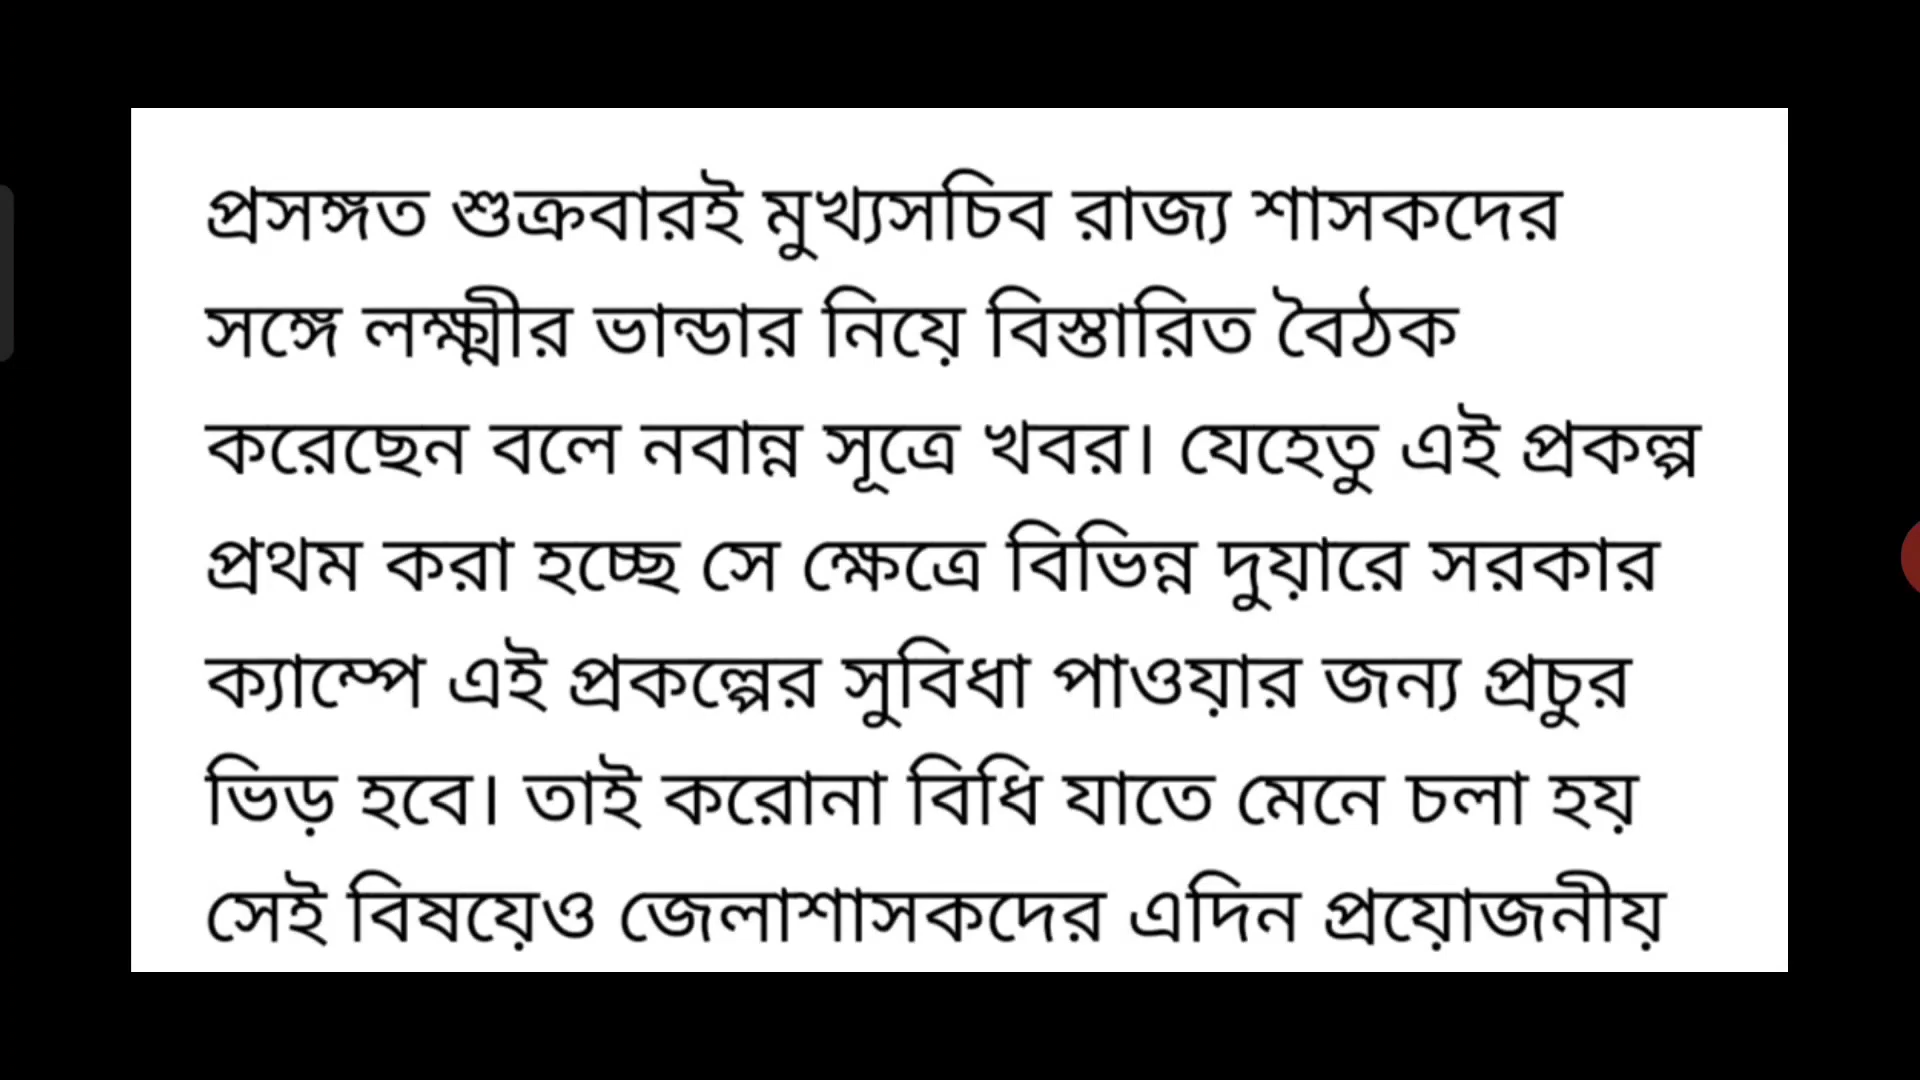 প্রসঙ্গত শুক্রবারই মুখ্যসচিব রাজ্য শাসকদের
সঙ্গে লক্ষ্মীর ভান্ডার নিয়ে বিস্তারিত বৈঠক
করেছেন বলে নবান্ন সূত্রে খবর। যেহেতু এই প্রকল্প
প্রথম করা হচ্ছে সে ক্ষেত্রে বিভিন্ন দুয়ারে সরকার
ক্যাম্পে এই প্রকল্পের সুবিধা পাওয়ার জন্য প্রচুর
ভিড় হবে। তাই করোনা বিধি যাতে মেনে চলা হয়
সেই বিষয়েও জেলাশাসকদের এদিন প্রয়োজনীয়